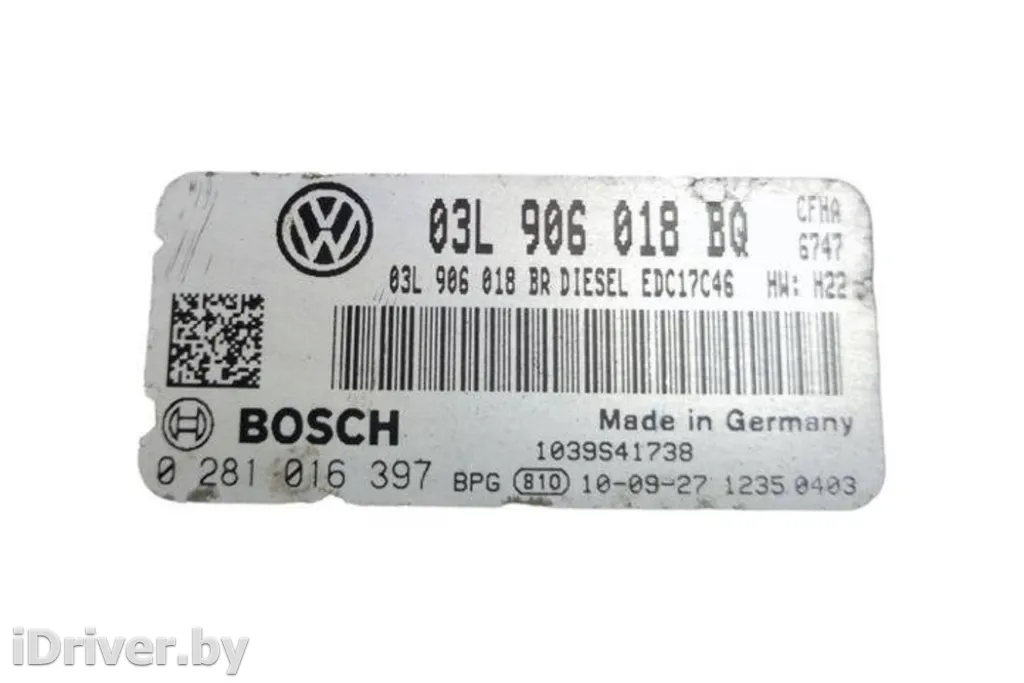 03L 906 018 BQ CFHA
6747
03L 906 018 BR DIESEL EDC17C46 HW: H22
BOSCH Made in Germany
1039S41738
0 281 016 397 BPG 810 10-09-27 1235 0403
iDriver.by